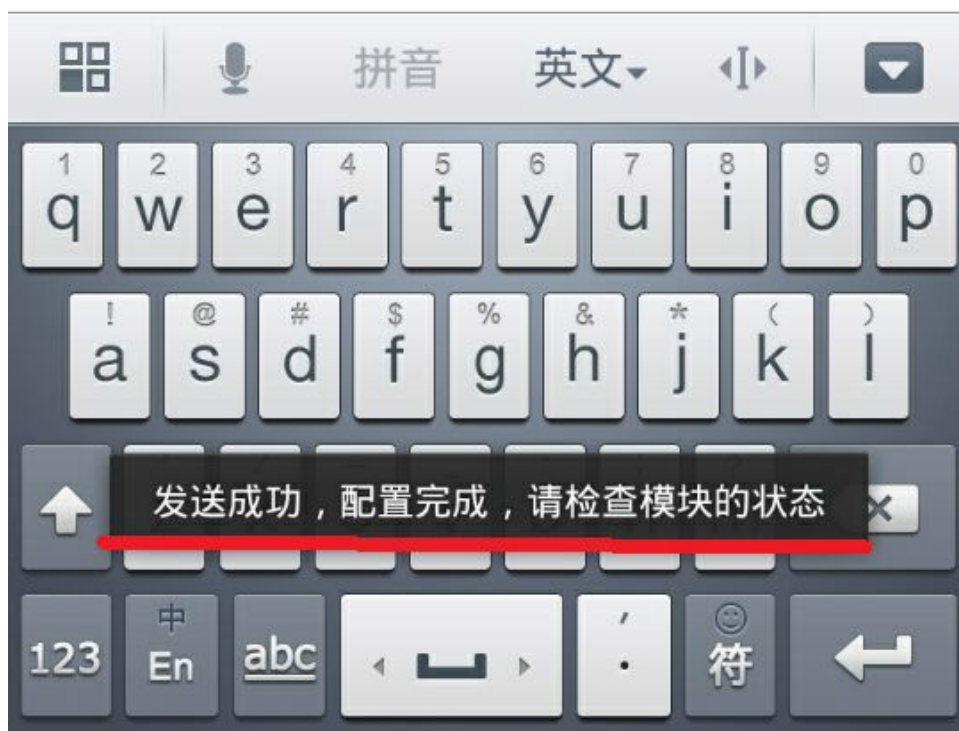 拼音 英文
1 2 3 4 5 6 7 8 9 0
q w e r t y u i o p
! @ # $ % & * ( )
a s d f g h j k l
发送成功，配置完成，请检查模块的状态
中 ,
123 En abc . 符